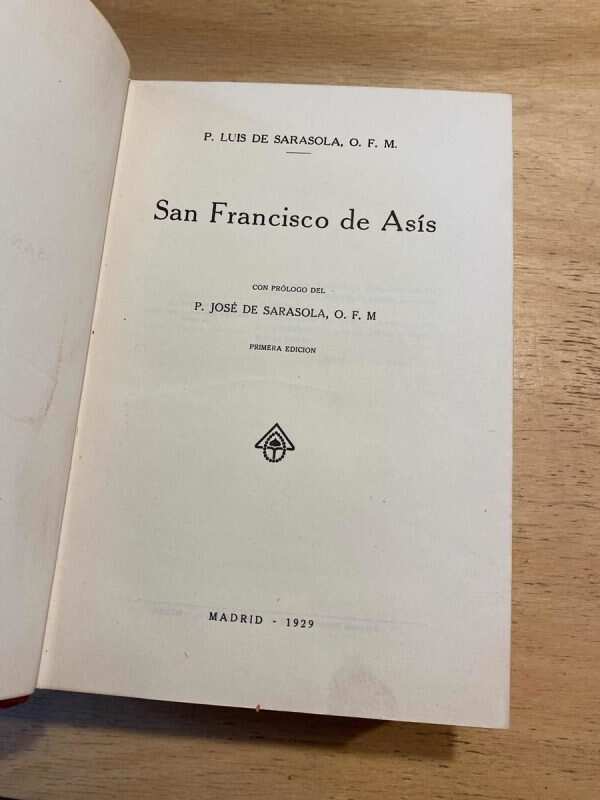 P. LUIS DE SARASOLA, O. F. M.
San Francisco de Asís
CON PRÓLOGO DEL
P. JOSÉ DE SARASOLA, O. F. M
PRIMERA EDICION
MADRID - 1929